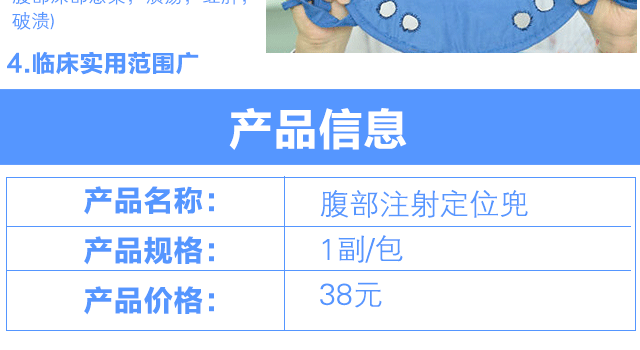 破溃)
4.临床实用范围广
产品信息
产品名称：
腹部注射定位兜
产品规格：
1副/包
产品价格：
38元